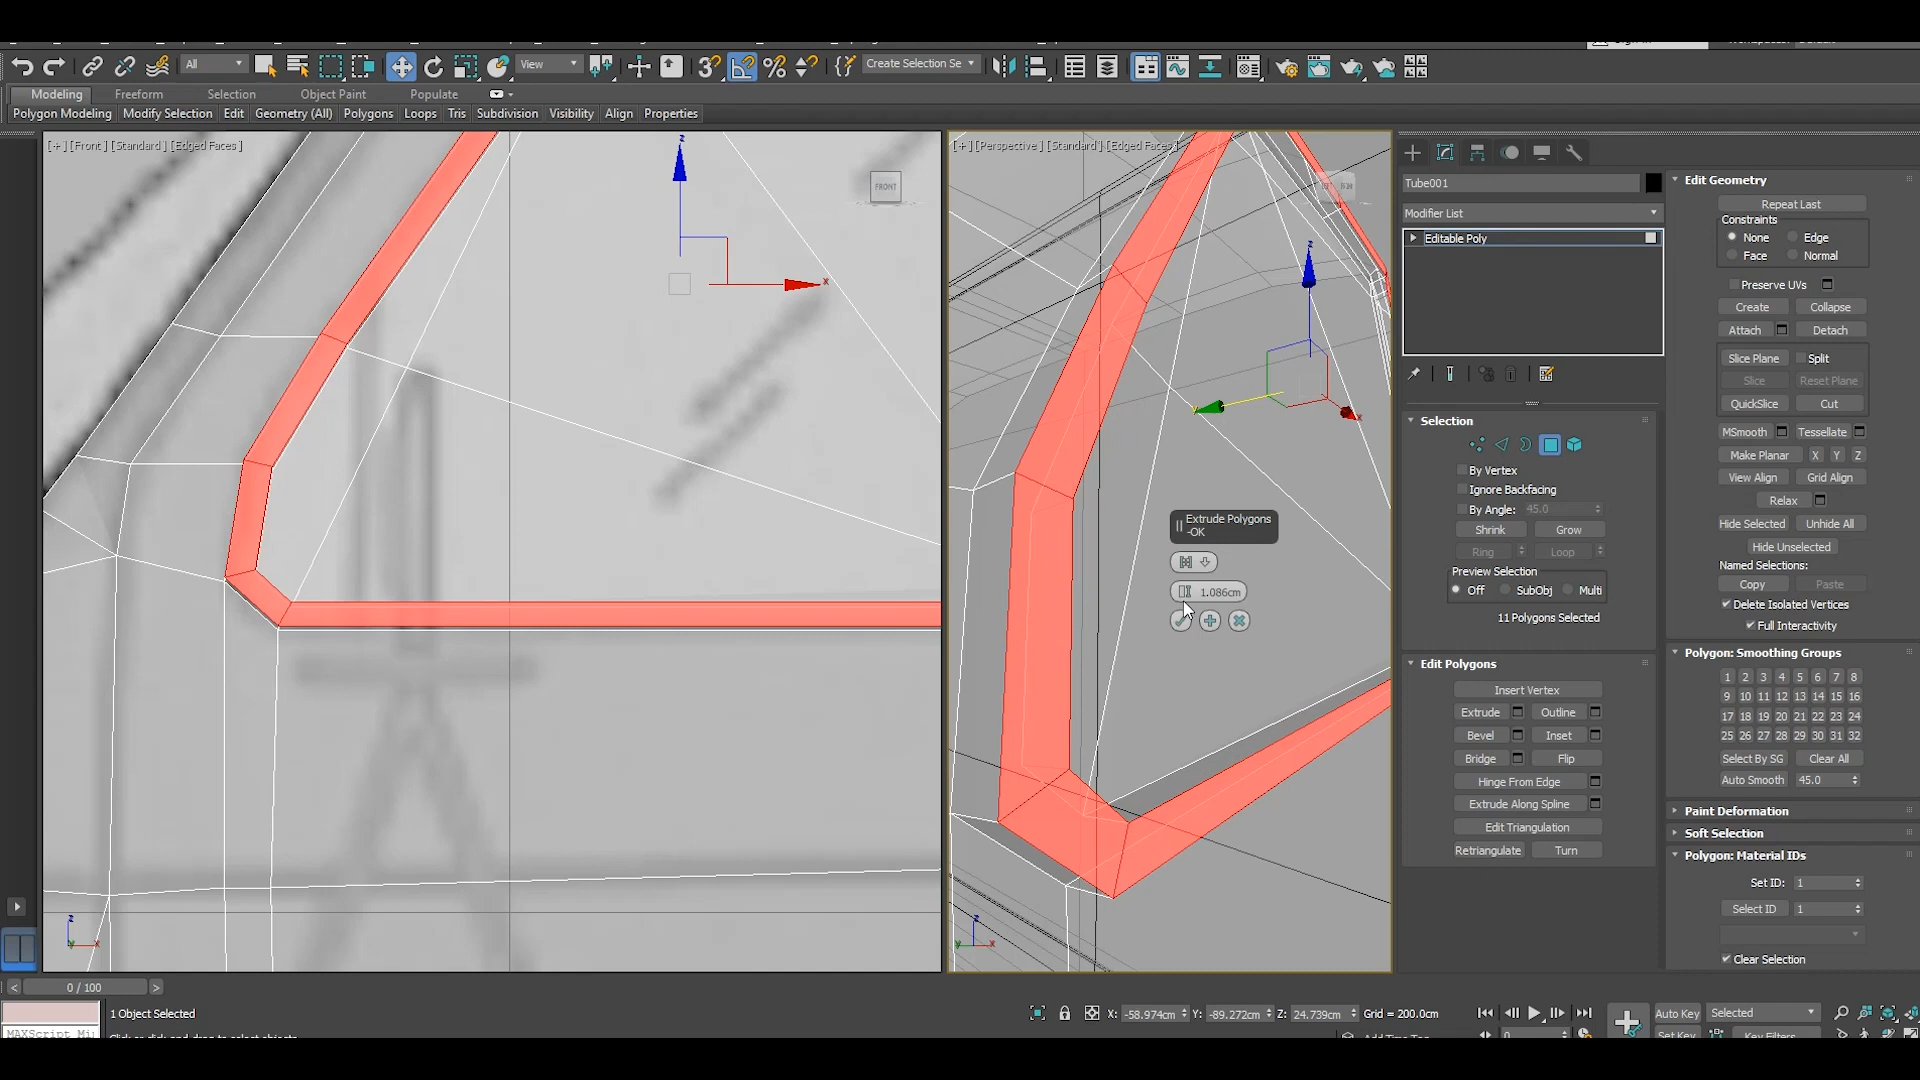 All
View
Create Selection Se
Modeling Freeform Selection Object Paint Populate
Polygon Modeling Modify Selection Edit Geometry (All) Polygons Loops Tris Subdivision Visibility Align Properties
[+] [Front] [Standard] [Edged Faces]
FRONT
z
x
[+] [Perspective] [Standard] [Edged Faces]
z
x
Extrude Polygons
-OK
1.086cm
Tube001
Modifier List
Editable Poly
Selection
By Vertex
Ignore Backfacing
By Angle: 45.0
Shrink Grow
Ring Loop
Preview Selection
Off SubObj Multi
11 Polygons Selected
Edit Polygons
Insert Vertex
Extrude Outline
Bevel Inset
Bridge Flip
Hinge From Edge
Extrude Along Spline
Edit Triangulation
Retriangulate Turn
Edit Geometry
Repeat Last
Constraints
None Edge
Face Normal
Preserve UVs
Create Collapse
Attach Detach
Slice Plane Split
Slice Reset Plane
QuickSlice Cut
MSmooth Tessellate
Make Planar X Y Z
View Align Grid Align
Relax
Hide Selected Unhide All
Hide Unselected
Named Selections:
Copy Paste
Delete Isolated Vertices
Full Interactivity
Polygon: Smoothing Groups
1 2 3 4 5 6 7 8
9 10 11 12 13 14 15 16
17 18 19 20 21 22 23 24
25 26 27 28 29 30 31 32
Select By SG Clear All
Auto Smooth 45.0
Paint Deformation
Soft Selection
Polygon: Material IDs
Set ID: 1
Select ID 1
Clear Selection
< 0 / 100 >
1 Object Selected
MAXScript Mi
X: -58.974cm Y: -89.272cm Z: 24.739cm Grid = 200.0cm
Auto Key Selected